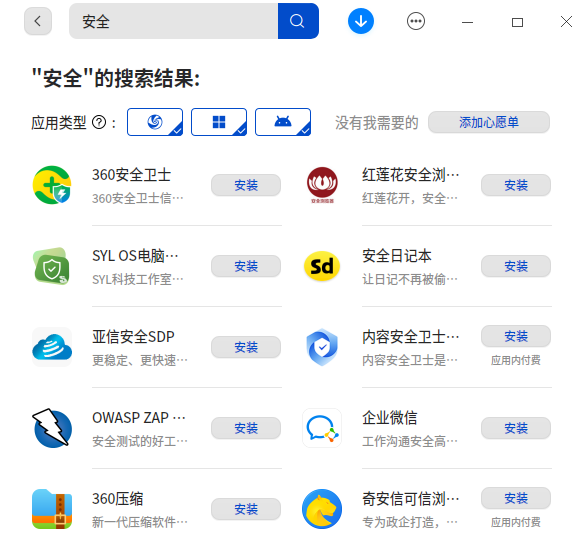 安全
"安全"的搜索结果:
应用类型 ? :
没有我需要的
添加心愿单
360安全卫士
360安全卫士信…
安装
红莲花安全浏…
红莲花开，安全…
安装
SYL OS电脑…
SYL科技工作室…
安装
Sd
安全日记本
让日记不再被偷…
安装
亚信安全SDP
更稳定、更快速…
安装
内容安全卫士…
内容安全卫士是…
安装
应用内付费
OWASP ZAP …
安全测试的好工…
安装
企业微信
工作沟通安全高…
安装
360压缩
新一代压缩软件…
安装
奇安信可信浏…
专为政企打造，…
安装
应用内付费